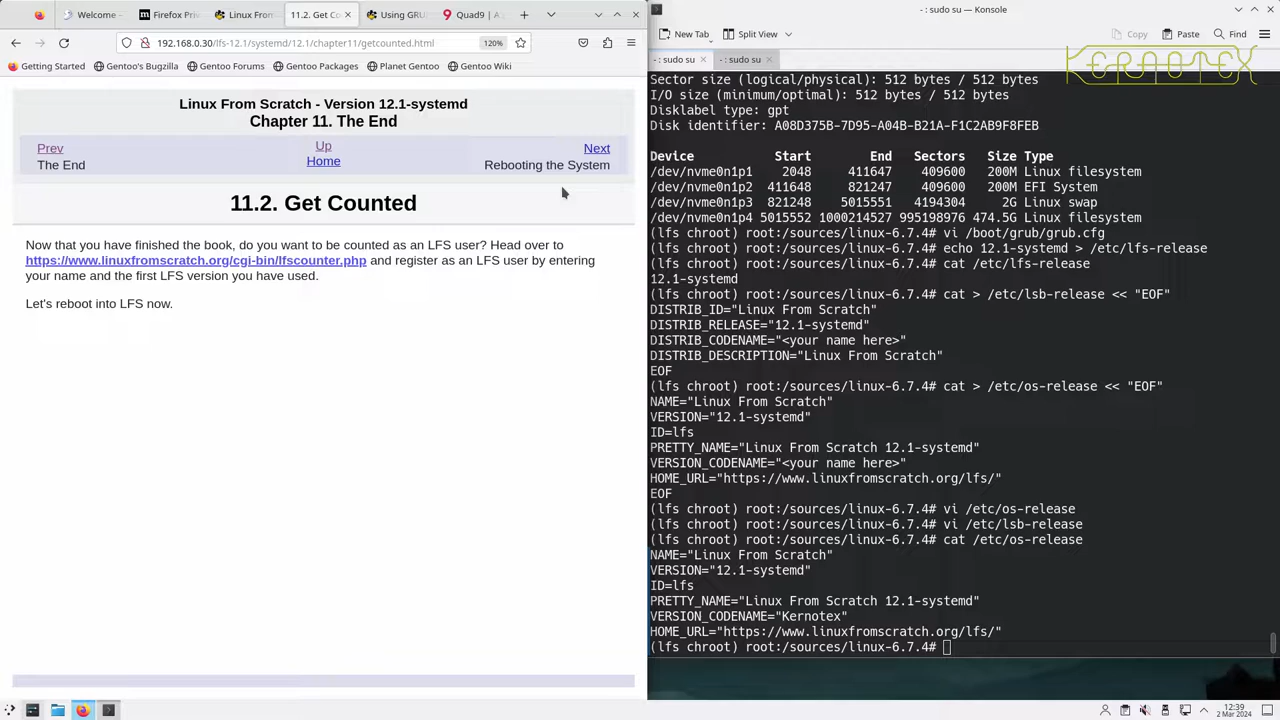 Welcome -
Firefox Priv
Linux From
11.2. Get Co
Using GRU
Quad9 | A
192.168.0.30/lfs-12.1/systemd/12.1/chapter11/getcounted.html
120%
Getting Started
Gentoo's Bugzilla
Gentoo Forums
Gentoo Packages
Planet Gentoo
Gentoo Wiki
Linux From Scratch - Version 12.1-systemd
Chapter 11. The End
Prev
Up
Next
The End
Home
Rebooting the System
11.2. Get Counted
Now that you have finished the book, do you want to be counted as an LFS user? Head over to
https://www.linuxfromscratch.org/cgi-bin/lfscounter.php and register as an LFS user by entering
your name and the first LFS version you have used.
Let's reboot into LFS now.
- : sudo su — Konsole
New Tab
Split View
Copy
Paste
Find
- : sudo su
- : sudo su
KERNOTEX
Sector size (logical/physical): 512 bytes / 512 bytes
I/O size (minimum/optimal): 512 bytes / 512 bytes
Disklabel type: gpt
Disk identifier: A08D375B-7D95-A04B-B21A-F1C2AB9F8FEB
Device Start End Sectors Size Type
/dev/nvme0n1p1 2048 411647 409600 200M Linux filesystem
/dev/nvme0n1p2 411648 821247 409600 200M EFI System
/dev/nvme0n1p3 821248 5015551 4194304 2G Linux swap
/dev/nvme0n1p4 5015552 1000214527 995198976 474.5G Linux filesystem
(lfs chroot) root:/sources/linux-6.7.4# vi /boot/grub/grub.cfg
(lfs chroot) root:/sources/linux-6.7.4# echo 12.1-systemd > /etc/lfs-release
(lfs chroot) root:/sources/linux-6.7.4# cat /etc/lfs-release
12.1-systemd
(lfs chroot) root:/sources/linux-6.7.4# cat > /etc/lsb-release << "EOF"
DISTRIB_ID="Linux From Scratch"
DISTRIB_RELEASE="12.1-systemd"
DISTRIB_CODENAME="<your name here>"
DISTRIB_DESCRIPTION="Linux From Scratch"
EOF
(lfs chroot) root:/sources/linux-6.7.4# cat > /etc/os-release << "EOF"
NAME="Linux From Scratch"
VERSION="12.1-systemd"
ID=lfs
PRETTY_NAME="Linux From Scratch 12.1-systemd"
VERSION_CODENAME="<your name here>"
HOME_URL="https://www.linuxfromscratch.org/lfs/"
EOF
(lfs chroot) root:/sources/linux-6.7.4# vi /etc/os-release
(lfs chroot) root:/sources/linux-6.7.4# vi /etc/lsb-release
(lfs chroot) root:/sources/linux-6.7.4# cat /etc/os-release
NAME="Linux From Scratch"
VERSION="12.1-systemd"
ID=lfs
PRETTY_NAME="Linux From Scratch 12.1-systemd"
VERSION_CODENAME="Kernotex"
HOME_URL="https://www.linuxfromscratch.org/lfs/"
(lfs chroot) root:/sources/linux-6.7.4#
12:39
2 Mar 2024